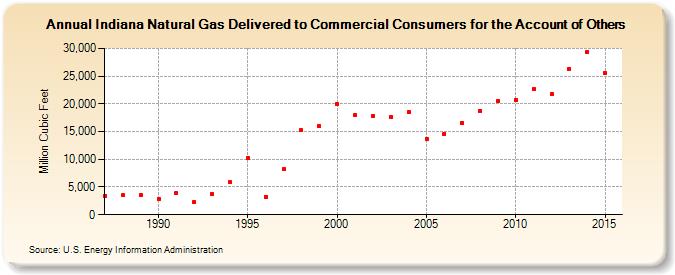 Annual Indiana Natural Gas Delivered to Commercial Consumers for the Account of Others
Million Cubic Feet
30,000
25,000
20,000
15,000
10,000
5,000
0
1990 1995 2000 2005 2010 2015
Source: U.S. Energy Information Administration